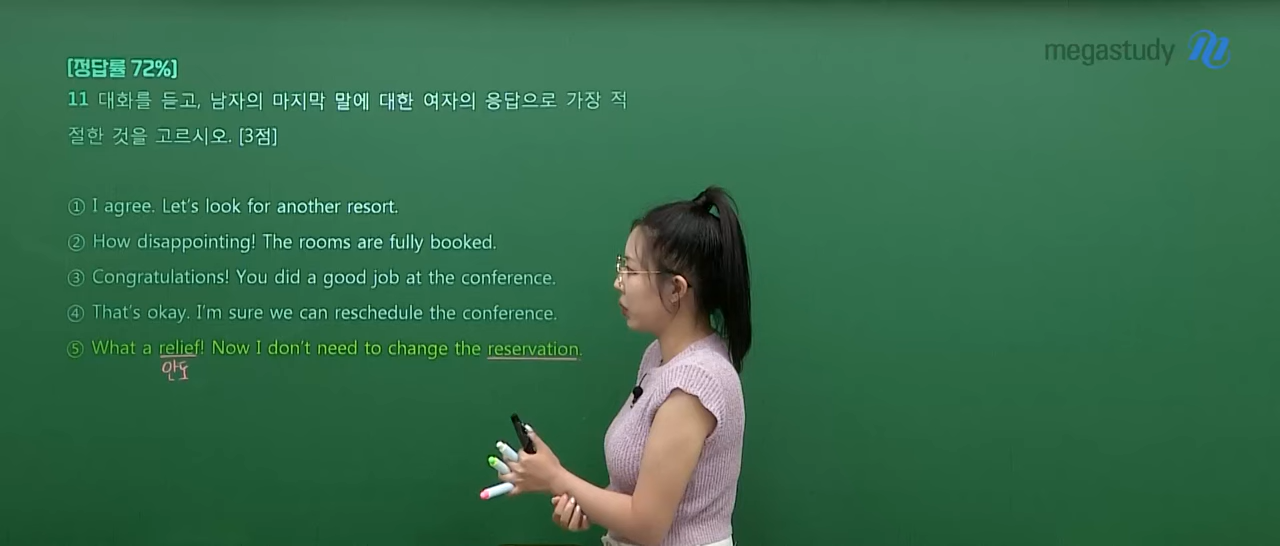 megastudy
[정답률 72%]
11 대화를 듣고, 남자의 마지막 말에 대한 여자의 응답으로 가장 적
절한 것을 고르시오. [3점]
① I agree. Let's look for another resort.
② How disappointing! The rooms are fully booked.
③ Congratulations! You did a good job at the conference.
④ That's okay. I'm sure we can reschedule the conference.
⑤ What a relief! Now I don't need to change the reservation.
안도